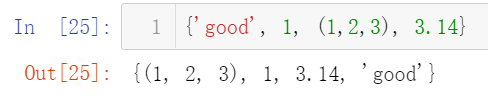 In [25]: 1 {'good', 1, (1,2,3), 3.14}
Out[25]: {(1, 2, 3), 1, 3.14, 'good'}